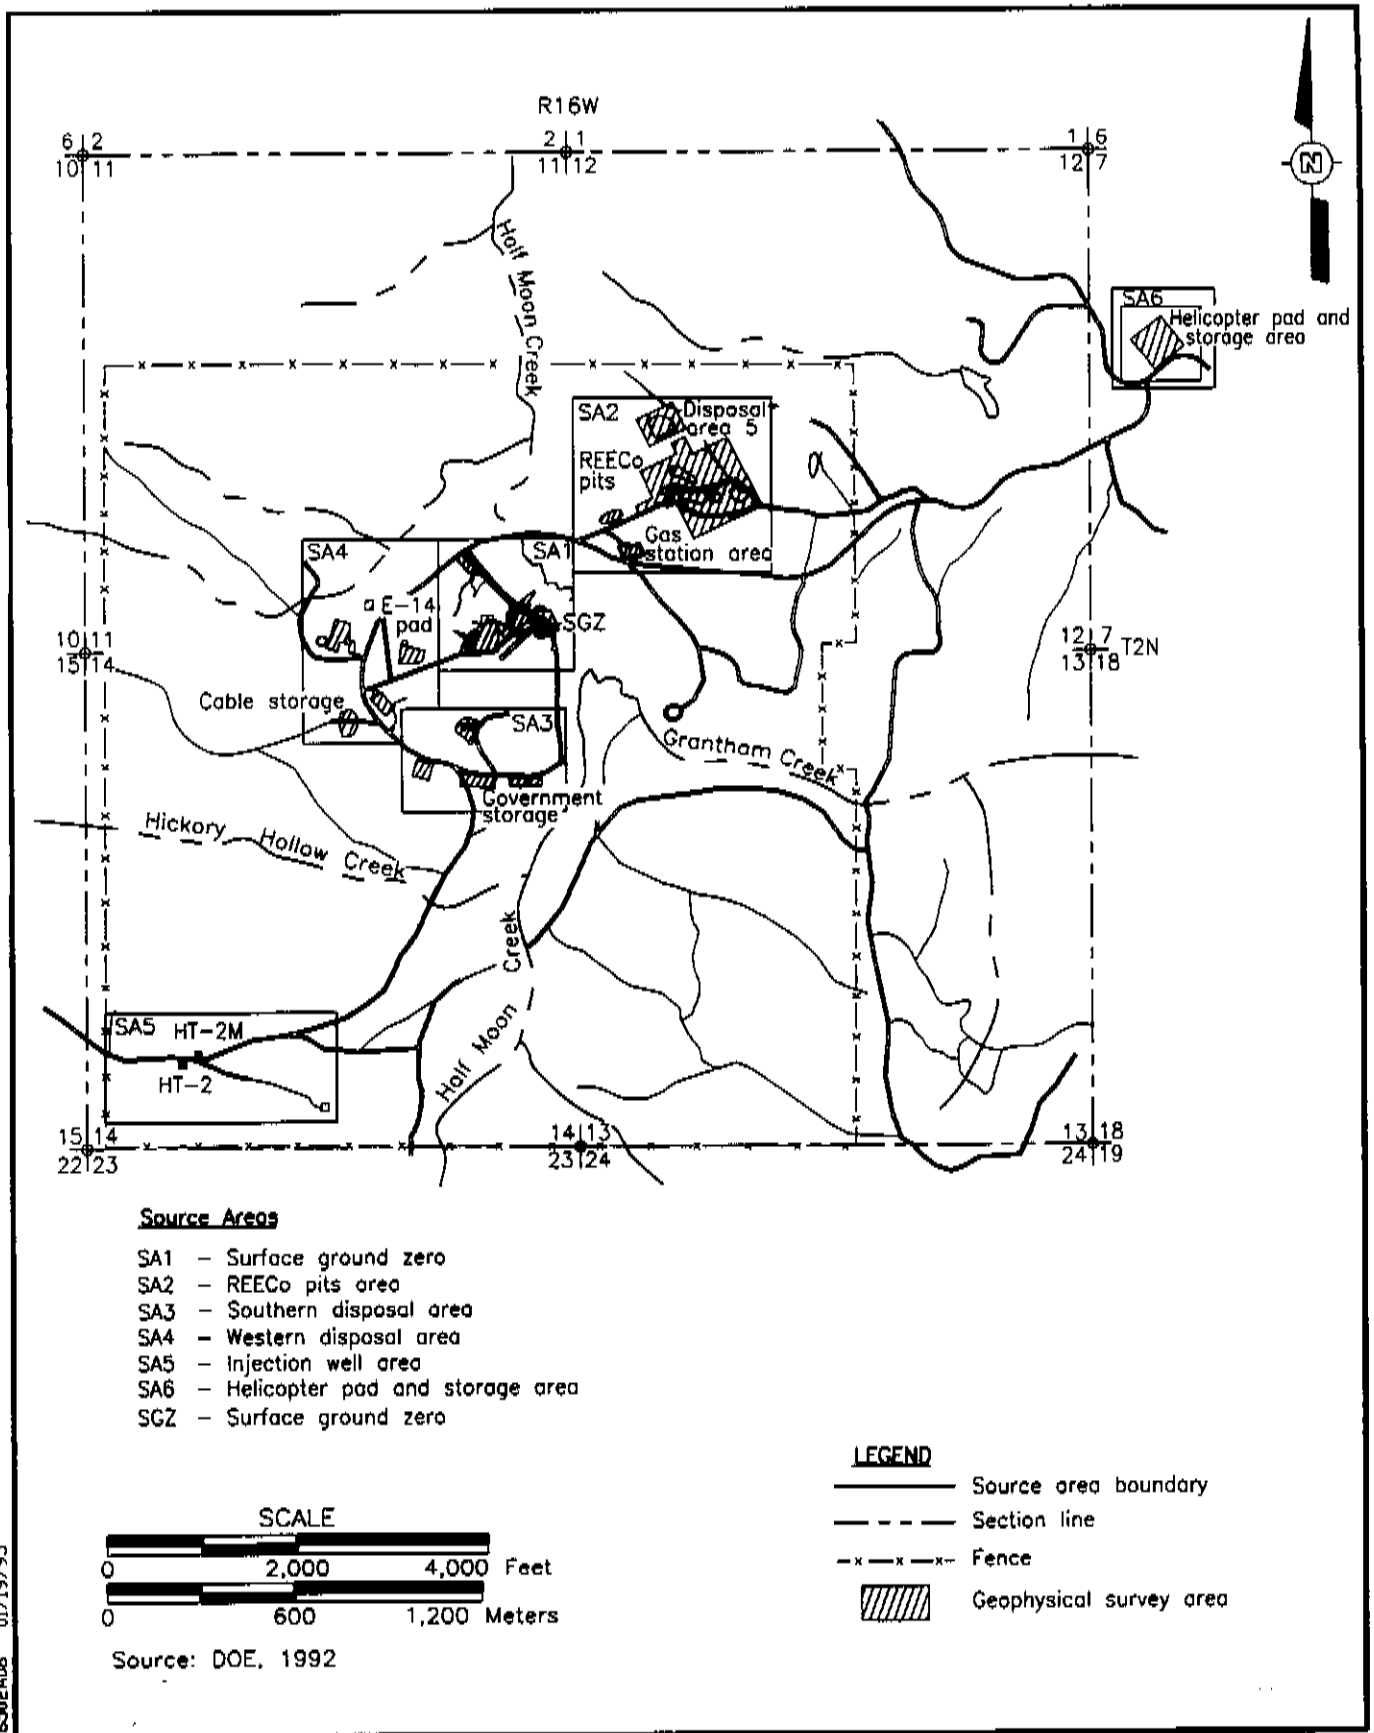 R16W
6 2
10 11
2 1
11 12
1 6
12 7
N
Half Moon Creek
SA6
Helicopter pad and
storage area
SA2
Disposal
area 5
REECo
pits
Gas
station area
SA4
SA1
E-14
pad
SGZ
10 11
15 14
12 7
13 18
T2N
Cable storage
SA3
Grantham Creek
Government
storage
Hickory Hollow Creek
Half Moon Creek
SA5
HT-2M
HT-2
15 14
22 23
14 13
23 24
13 18
24 19
Source Areas
SA1 – Surface ground zero
SA2 – REECo pits area
SA3 – Southern disposal area
SA4 – Western disposal area
SA5 – Injection well area
SA6 – Helicopter pad and storage area
SGZ – Surface ground zero
LEGEND
Source area boundary
Section line
Fence
Geophysical survey area
SCALE
0 2,000 4,000 Feet
0 600 1,200 Meters
Source: DOE, 1992